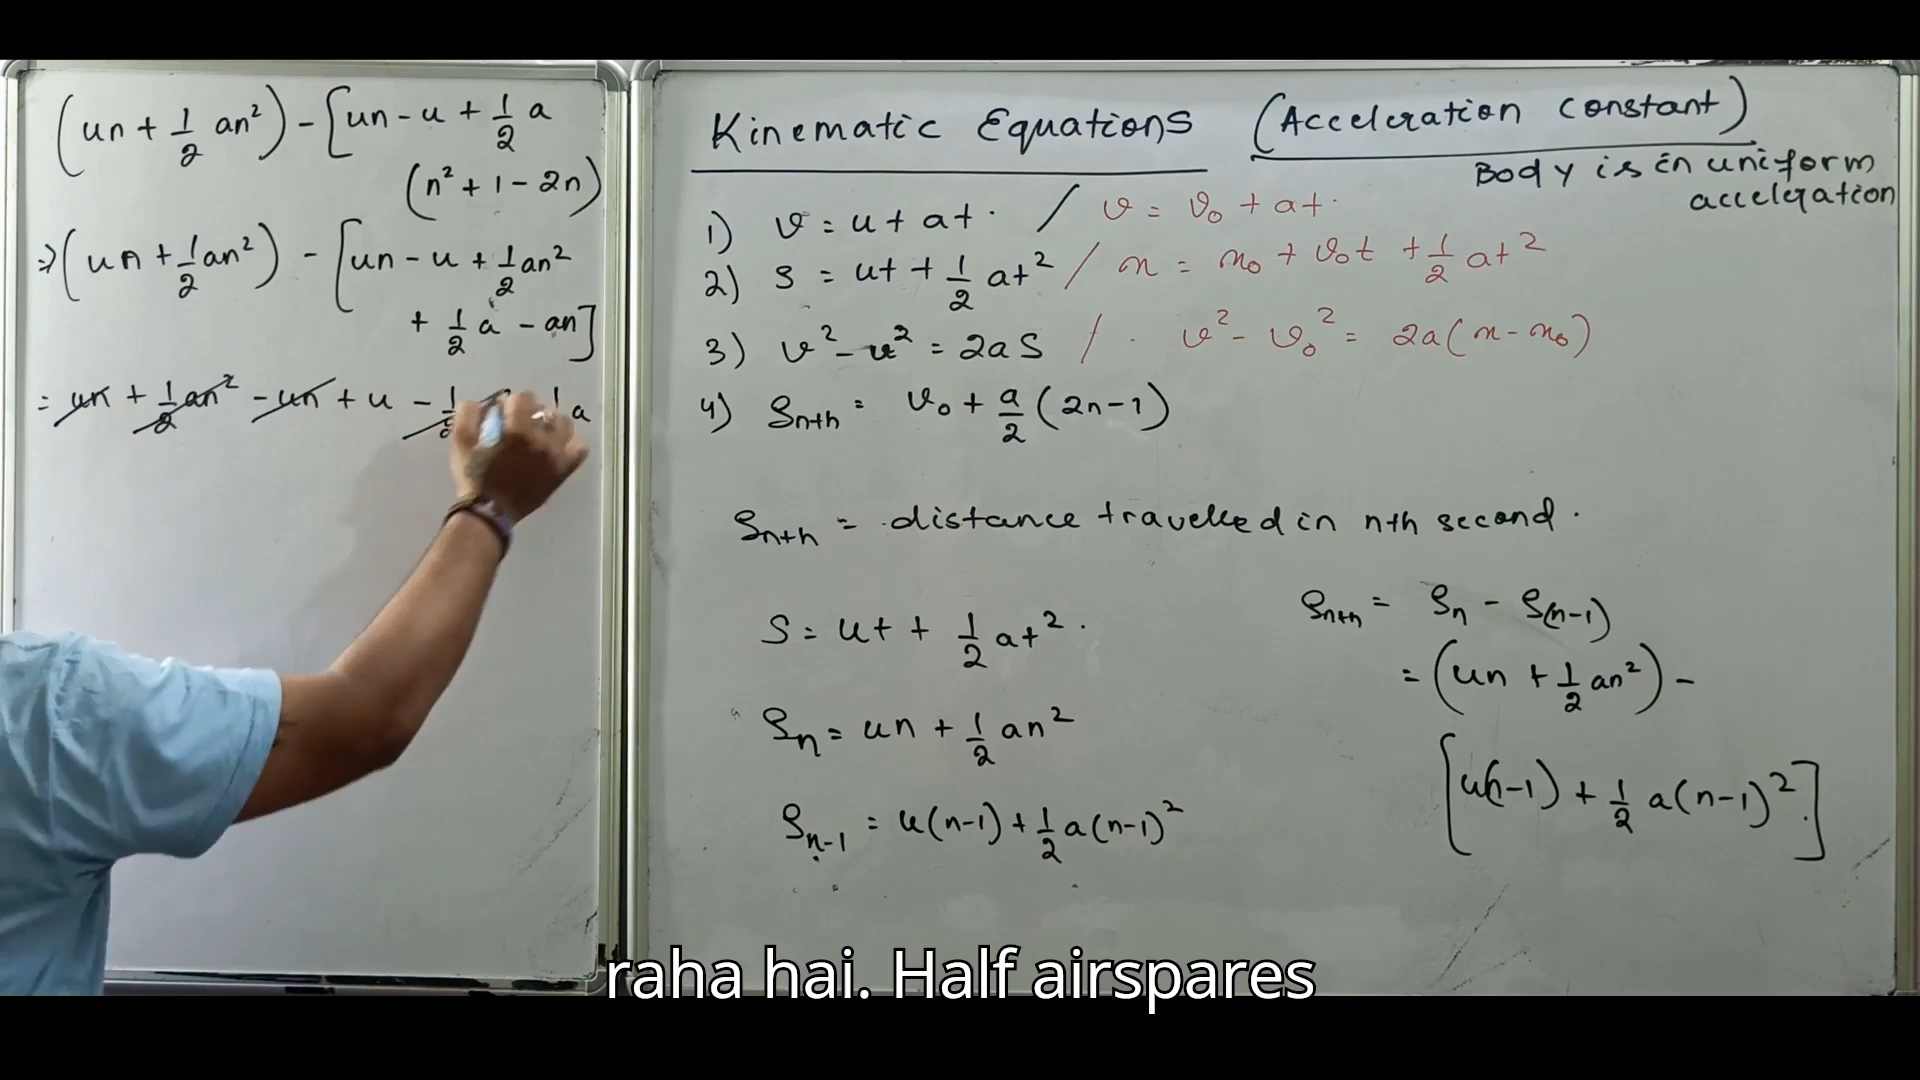 (un + 1/2 an²) - [un - u + 1/2 a
(n² + 1 - 2n)
⇒ (un + 1/2 an²) - [un - u + 1/2 an²
+ 1/2 a - an]
= un + 1/2 an² - un + u - 1/2 a
Kinematic Equations (Acceleration constant)
Body is in uniform
acceleration
1) v = u + at. / v = v₀ + at.
2) S = ut + 1/2 at² / x = x₀ + v₀t + 1/2 at²
3) v² - u² = 2aS / v² - v₀² = 2a(x - x₀)
4) Snth = v₀ + a/2 (2n-1)
Snth = distance travelled in nth second.
S = ut + 1/2 at².
Sn = un + 1/2 an²
Sn-1 = u(n-1) + 1/2 a(n-1)²
Snth = Sn - S(n-1)
= (un + 1/2 an²) -
[u(n-1) + 1/2 a(n-1)².]
raha hai. Half airspares